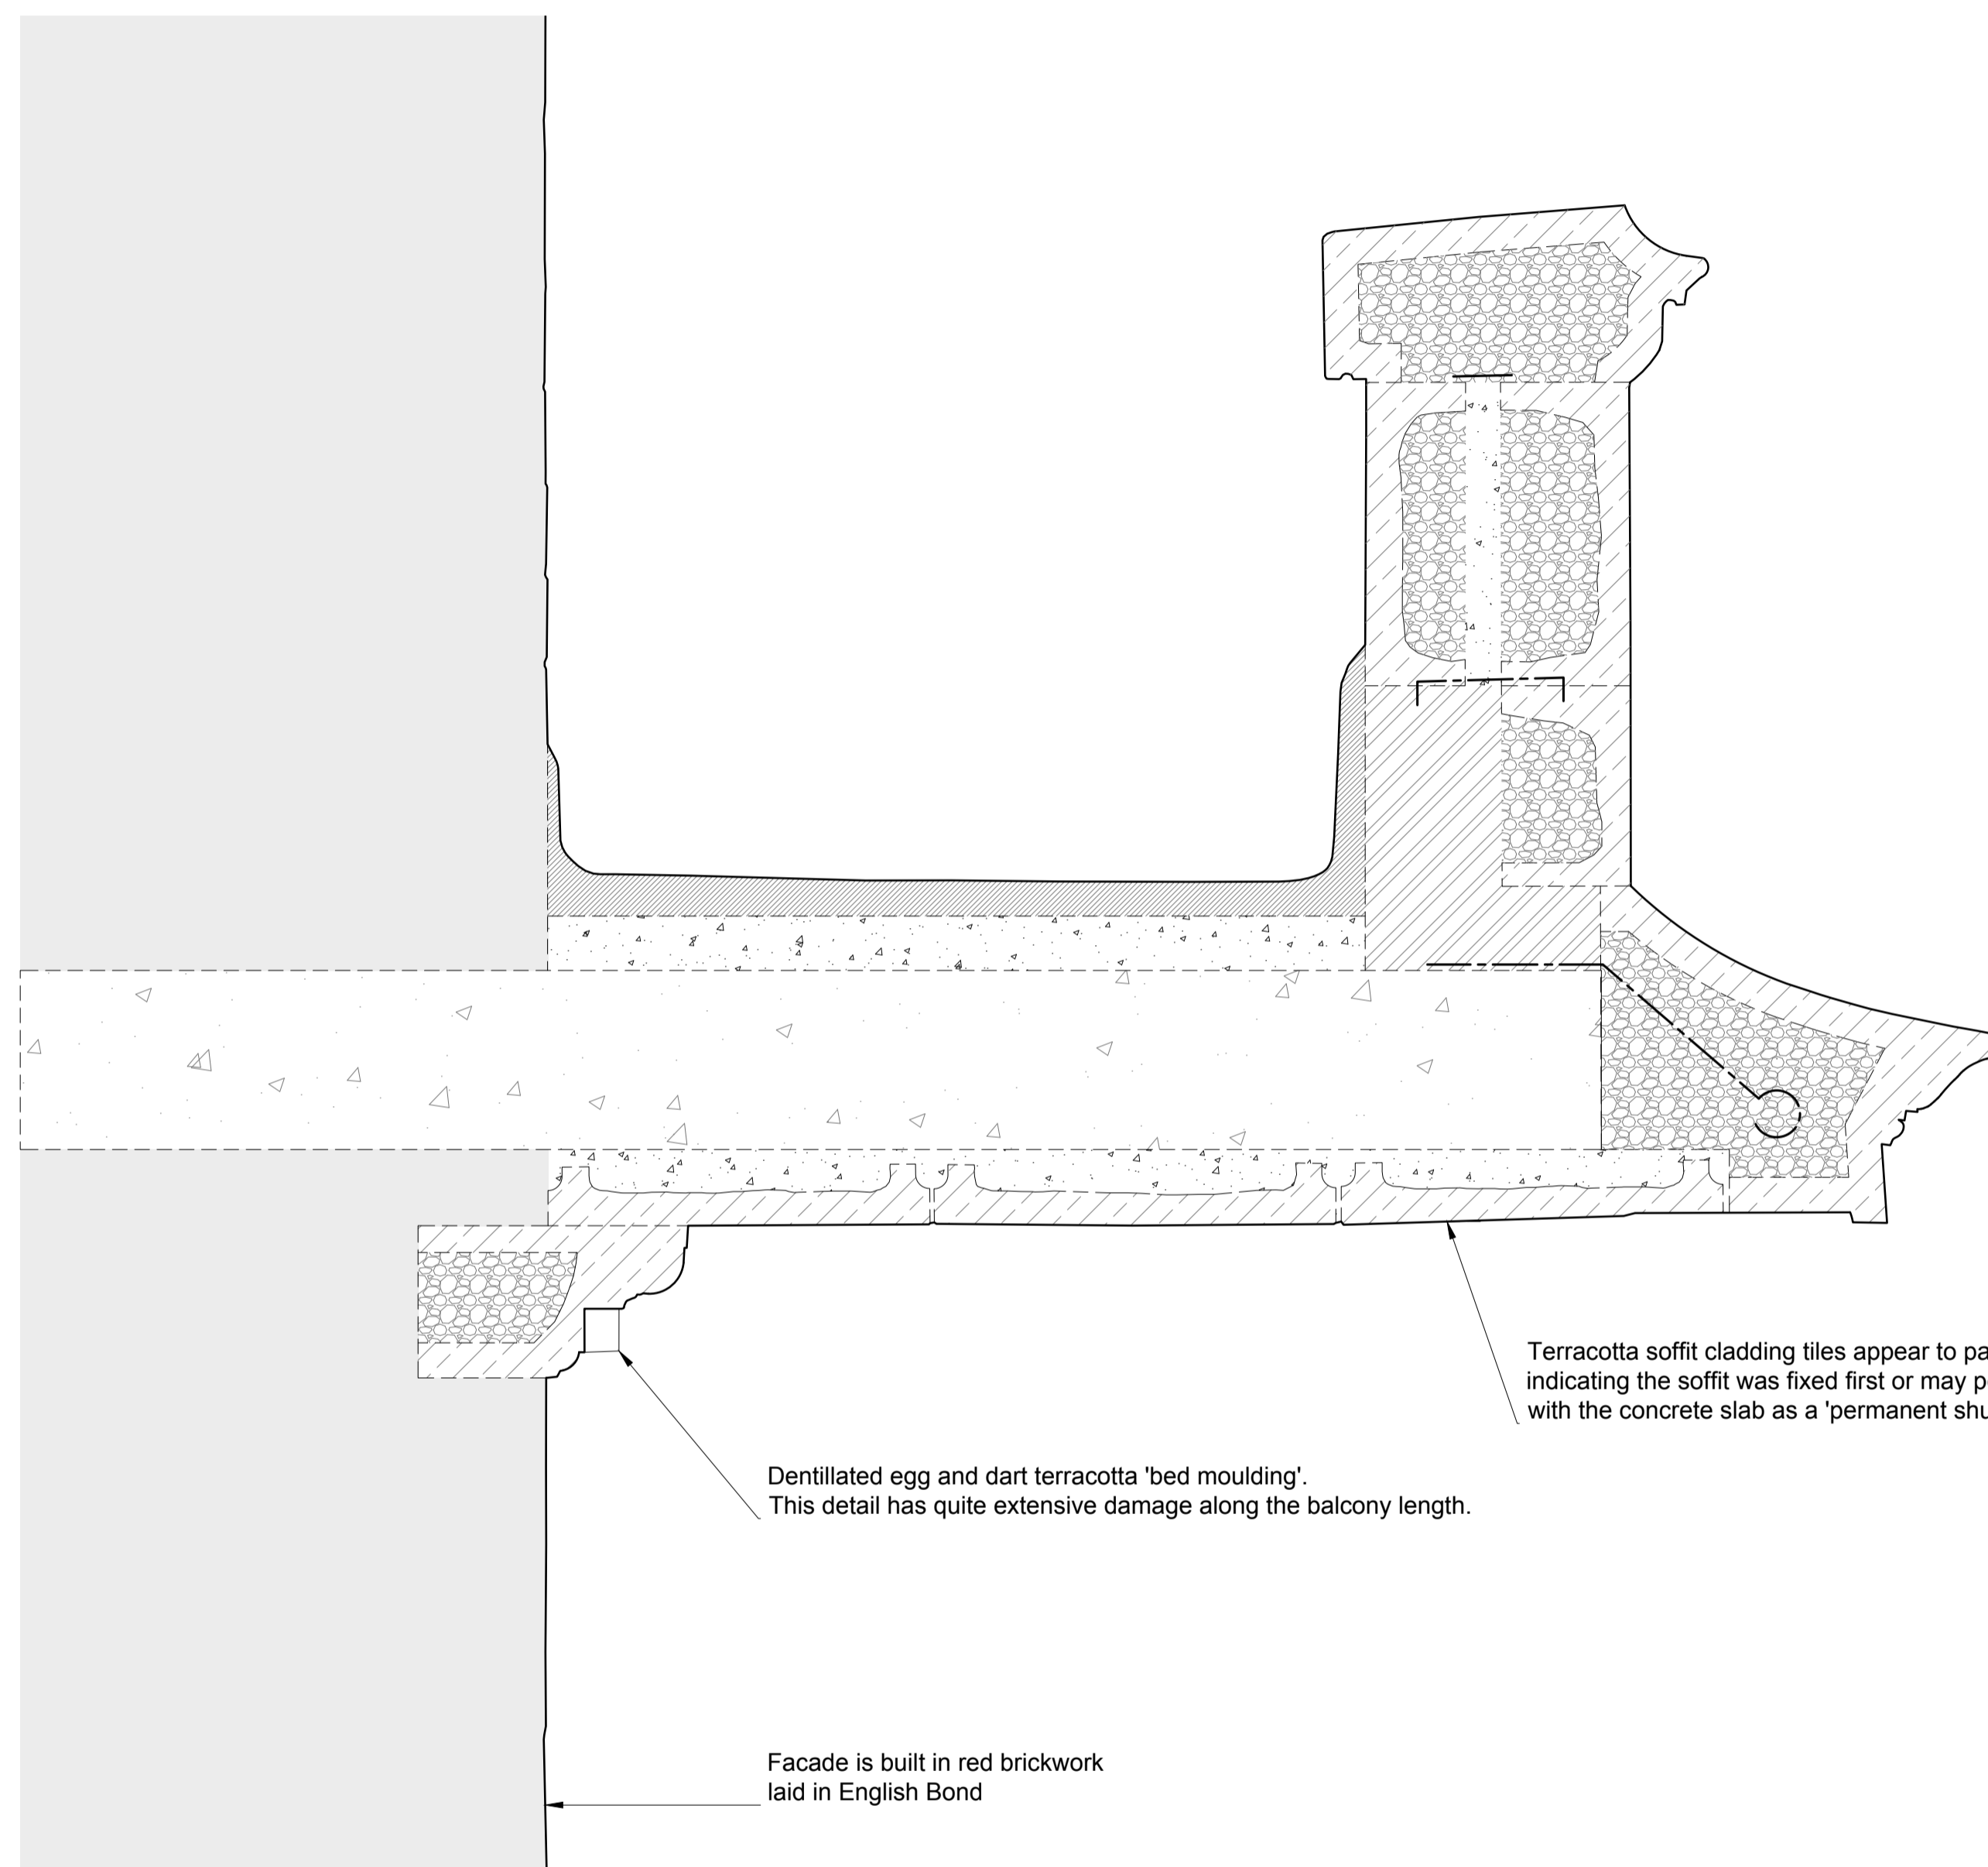 Terracotta soffit cladding tiles appear to
indicating the soffit was fixed first or may
with the concrete slab as a 'permanent
Dentillated egg and dart terracotta 'bed moulding'.
This detail has quite extensive damage along the balcony length.
Facade is built in red brickwork
laid in English Bond